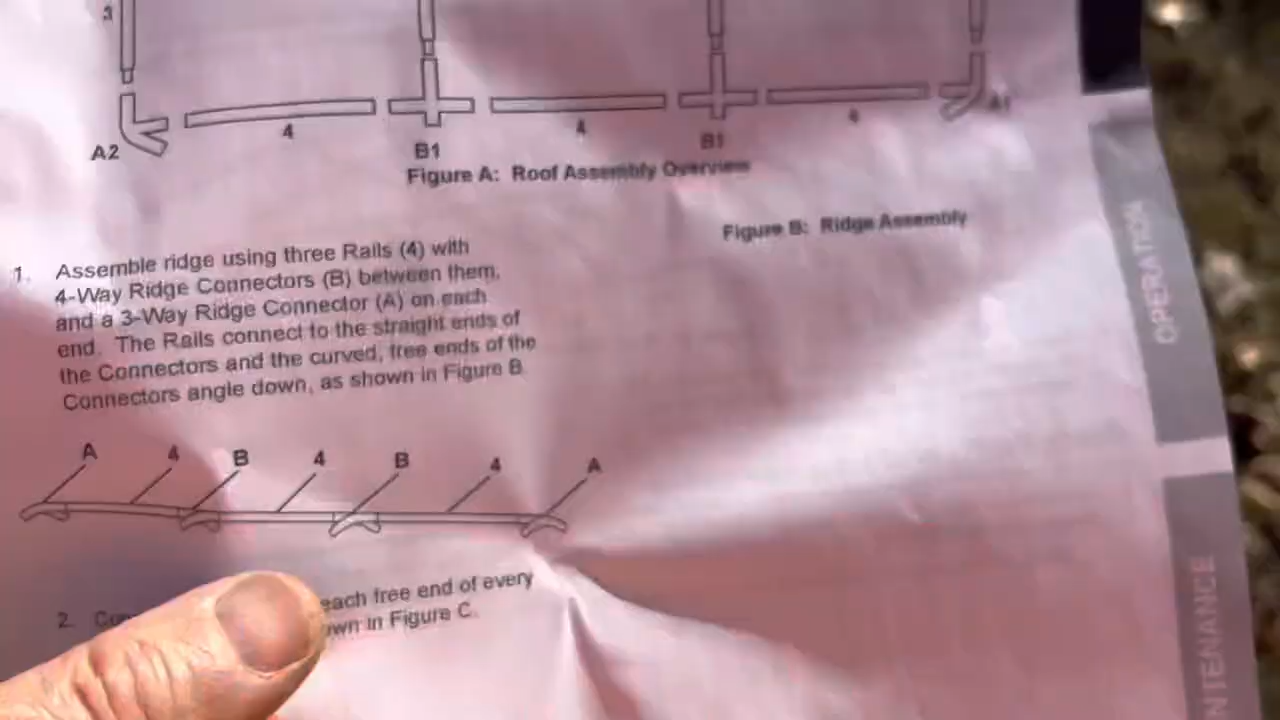 3
4
4
4
A2
B1
B1
A1
Figure A: Roof Assembly Overview
Figure B: Ridge Assembly
1. Assemble ridge using three Rails (4) with
4-Way Ridge Connectors (B) between them,
and a 3-Way Ridge Connector (A) on each
end. The Rails connect to the straight ends of
the Connectors and the curved, free ends of the
Connectors angle down, as shown in Figure B.
A 4 B 4 B 4 A
2.
each free end of every
in Figure C.
OPERATION